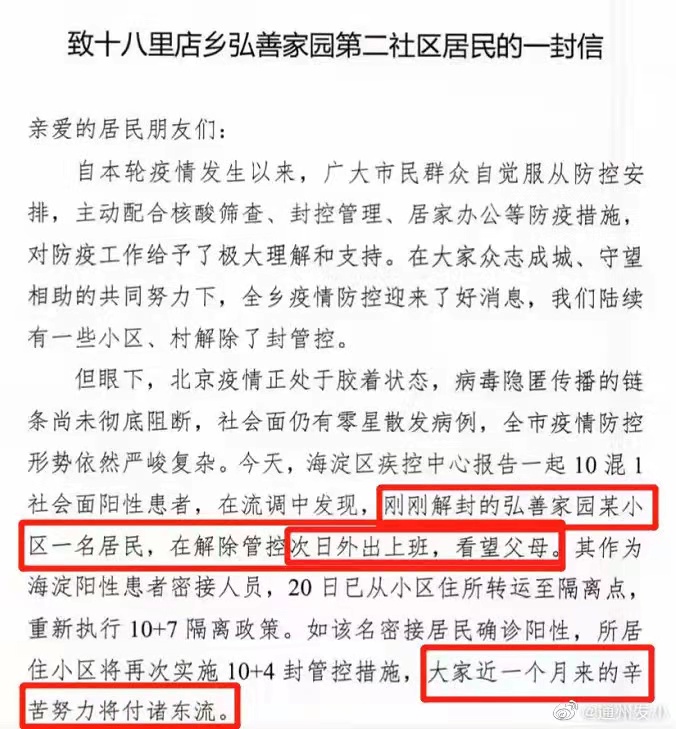 致十八里店乡弘善家园第二社区居民的一封信
亲爱的居民朋友们：
自本轮疫情发生以来，广大市民群众自觉服从防控安
排，主动配合核酸筛查、封控管理、居家办公等防疫措施，
对防疫工作给予了极大理解和支持。在大家众志成城、守望
相助的共同努力下，全乡疫情防控迎来了好消息，我们陆续
有一些小区、村解除了封管控。
但眼下，北京疫情正处于胶着状态，病毒隐匿传播的链
条尚未彻底阻断，社会面仍有零星散发病例，全市疫情防控
形势依然严峻复杂。今天，海淀区疾控中心报告一起 10 混 1
社会面阳性患者，在流调中发现，刚刚解封的弘善家园某小
区一名居民，在解除管控次日外出上班，看望父母。其作为
海淀阳性患者密接人员，20 日已从小区住所转运至隔离点，
重新执行 10+7 隔离政策。如该名密接居民确诊阳性，所居
住小区将再次实施 10+4 封管控措施，大家近一个月来的辛
苦努力将付诸东流。
@通州发小